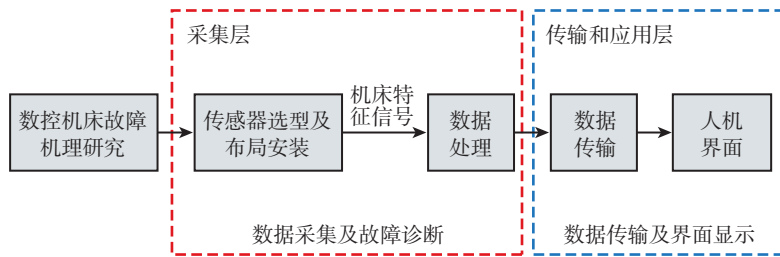 采集层
传输和应用层
数控机床故障
机理研究
传感器选型及
布局安装
机床特
征信号
数据
处理
数据
传输
人机
界面
数据采集及故障诊断
数据传输及界面显示